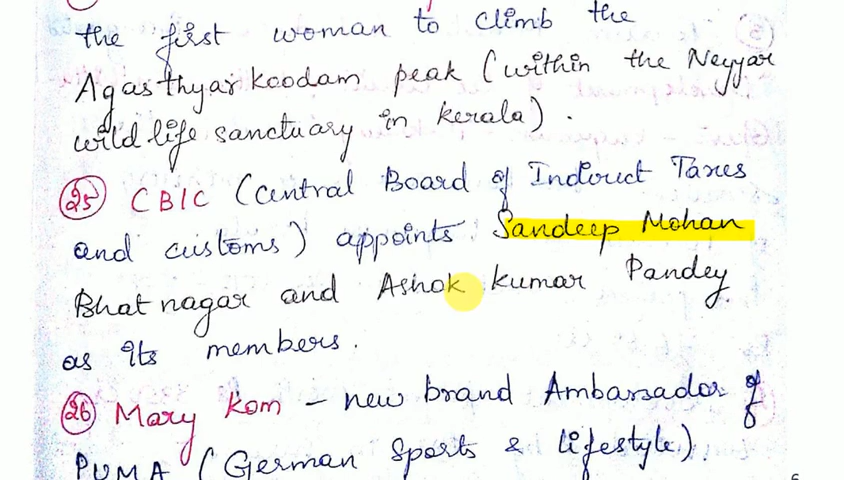 the first woman to climb the
Agasthyarkoodam peak (within the Neyyar
wild life sanctuary in kerala).
25 CBIC (central Board of Indirect Taxes
and customs) appoints Sandeep Mohan
Bhatnagar and Ashok kumar Pandey
as its members.
26 Mary Kom – new brand Ambassador of
PUMA (German Sports & lifestyle).
6